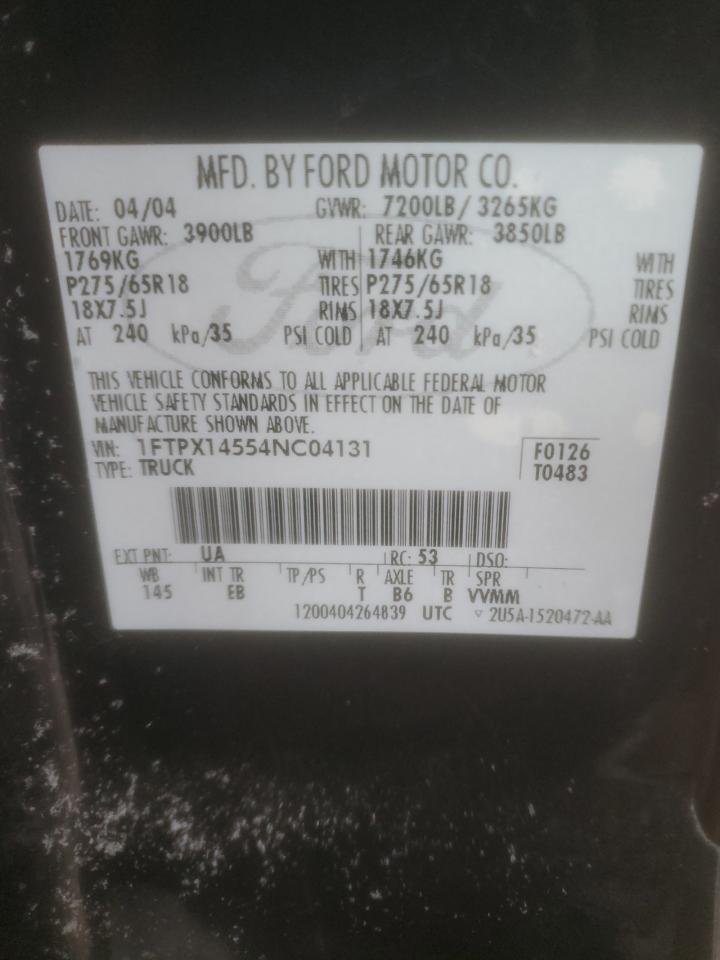 MFD. BY FORD MOTOR CO.
DATE: 04/04 GVWR: 7200LB/ 3265KG
FRONT GAWR: 3900LB REAR GAWR: 3850LB
1769KG WITH 1746KG WITH
P275/65R18 TIRES P275/65R18 TIRES
18X7.5J RIMS 18X7.5J RIMS
AT 240 kPa/35 PSI COLD AT 240 kPa/35 PSI COLD
THIS VEHICLE CONFORMS TO ALL APPLICABLE FEDERAL MOTOR
VEHICLE SAFETY STANDARDS IN EFFECT ON THE DATE OF
MANUFACTURE SHOWN ABOVE.
VIN: 1FTPX14554NC04131 F0126
TYPE: TRUCK T0483
EXT PNT: UA RC: 53 DSO:
WB INT TR TP/PS R AXLE TR SPR
145 EB T B6 B VVMM
1200404264839 UTC ▽ 2U5A-1520472-AA
Ford